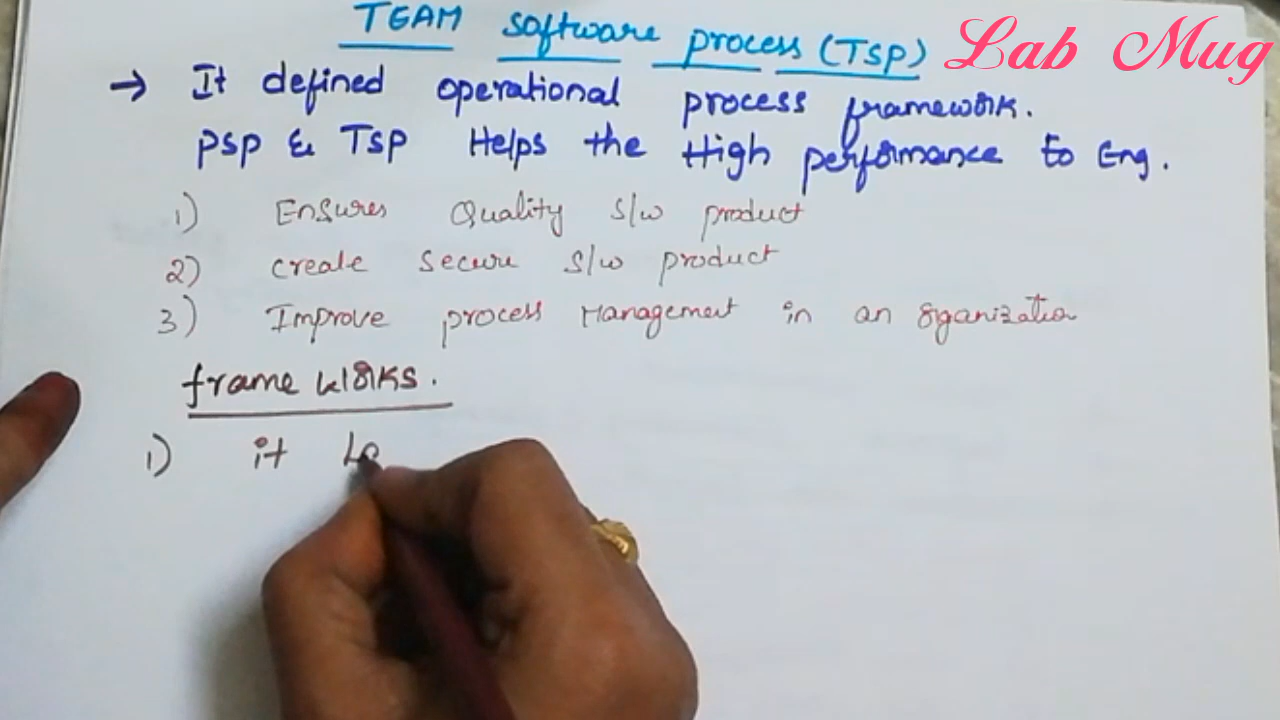 TEAM software process (TSP)
Lab Mug
→ It defined operational process framework.
PSP & TSP Helps the High performance to Eng.
1) Ensures Quality s/w product
2) create secure s/w product
3) Improve process Management in an organization
frame works.
1) it